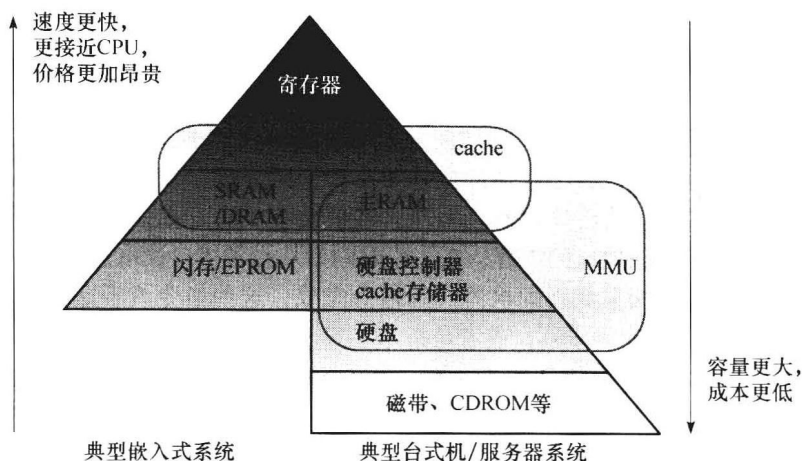 速度更快，
更接近CPU，
价格更加昂贵
寄存器
cache
SRAM
/DRAM
主RAM
闪存/EPROM
硬盘控制器
cache存储器
MMU
硬盘
容量更大，
成本更低
磁带、CDROM等
典型嵌入式系统
典型台式机/服务器系统